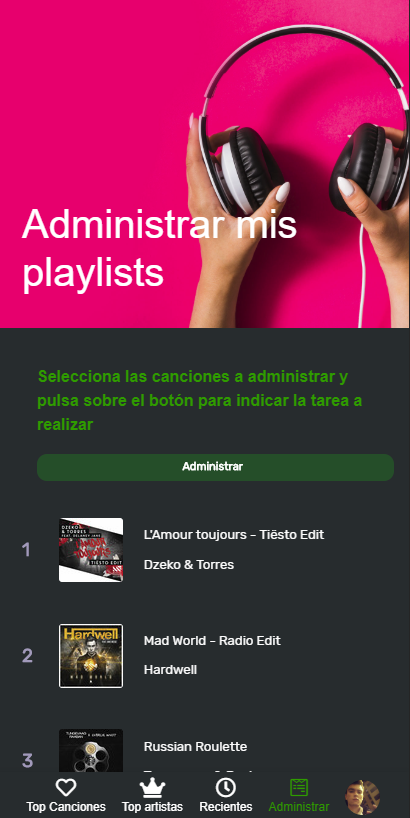 Administrar mis
playlists
Selecciona las canciones a administrar y
pulsa sobre el botón para indicar la tarea a
realizar
Administrar
DZEKO
& TORRES
FEAT. DELANEY JANE
L'AMOUR
TOUJOURS
TIËSTO EDIT
1
L'Amour toujours - Tiësto Edit
Dzeko & Torres
Hardwell
MAD WORLD
2
Mad World - Radio Edit
Hardwell
3
Russian Roulette
Top Canciones
Top artistas
Recientes
Administrar